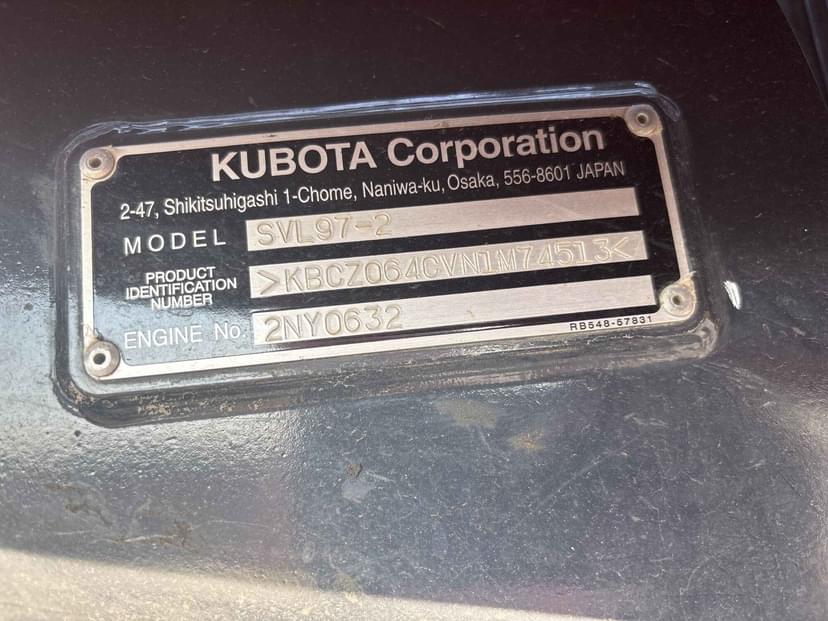 KUBOTA Corporation
2-47, Shikitsuhigashi 1-Chome, Naniwa-ku, Osaka, 556-8601 JAPAN
MODEL SVL97-2
PRODUCT IDENTIFICATION NUMBER >KBCZ064CVN1M74513<
ENGINE No. 2NY0632
RB548-57831